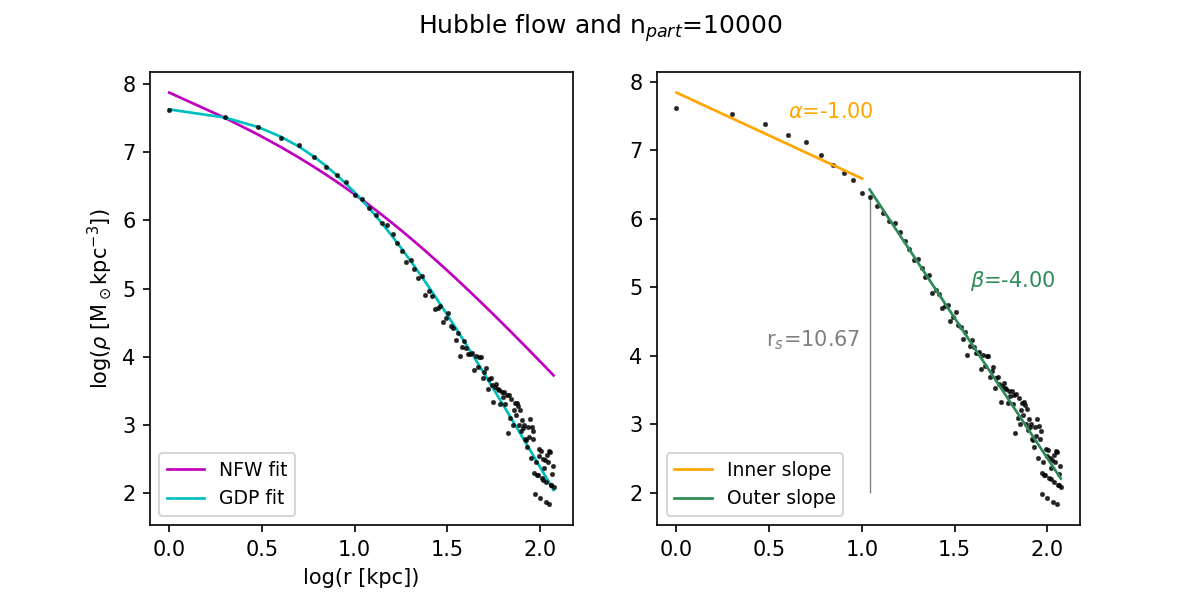 Hubble flow and n_part=10000
log(ρ [M_⊙kpc⁻³])
8
7
6
5
4
3
2
NFW fit
GDP fit
0.0 0.5 1.0 1.5 2.0
log(r [kpc])
8
7
6
5
4
3
2
α=-1.00
β=-4.00
r_s=10.67
Inner slope
Outer slope
0.0 0.5 1.0 1.5 2.0